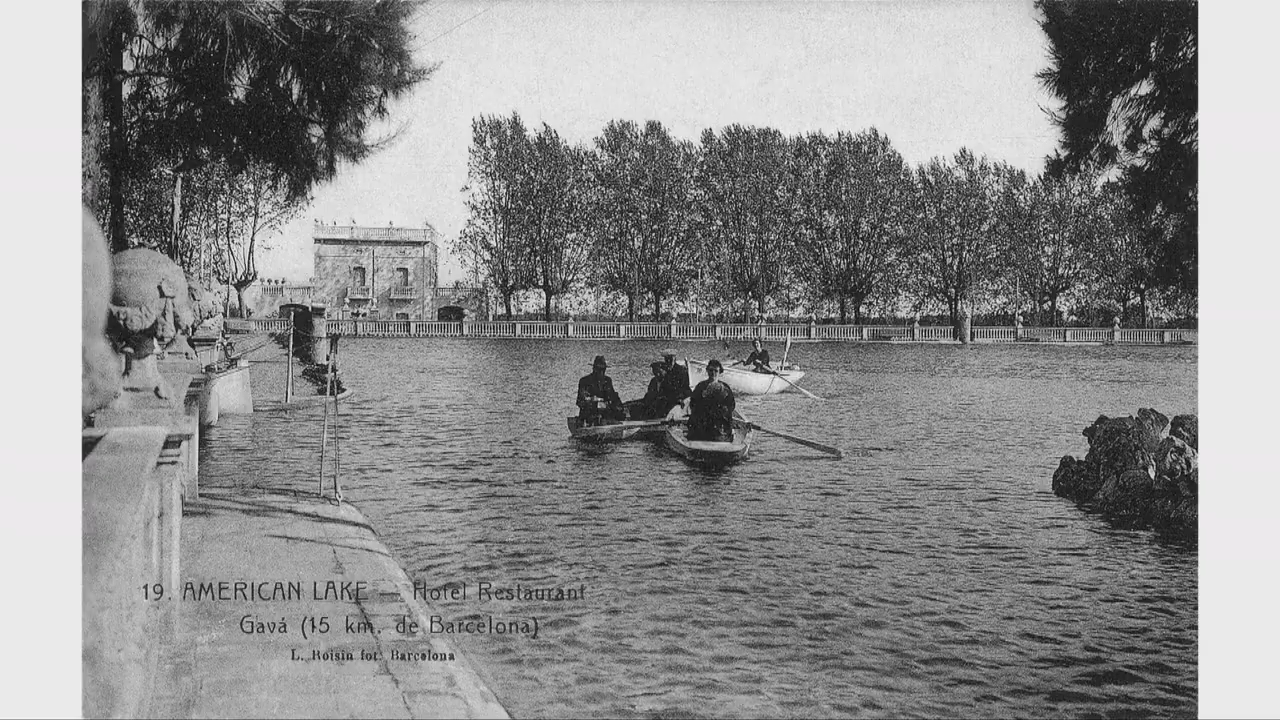 19. AMERICAN LAKE — Hotel Restaurant
Gavá (15 km. de Barcelona)
L. Roisin fot. Barcelona